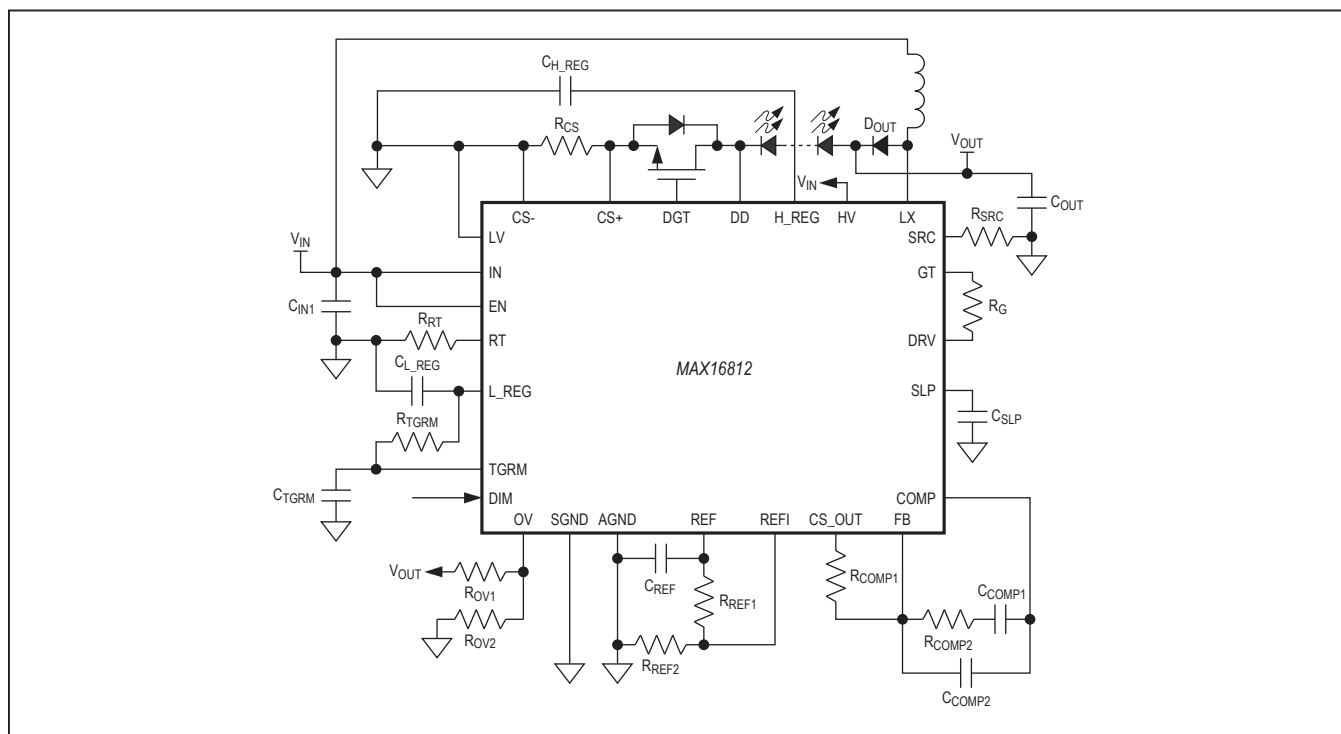 C_H_REG
R_CS
D_OUT
V_OUT
V_IN
C_OUT
CS-
CS+
DGT
DD
H_REG
HV
LX
R_SRC
SRC
LV
V_IN
IN
GT
C_IN1
EN
R_G
R_RT
RT
DRV
C_L_REG
MAX16812
L_REG
SLP
R_TGRM
C_SLP
TGRM
C_TGRM
DIM
COMP
OV
SGND
AGND
REF
REFI
CS_OUT
FB
V_OUT
R_OV1
C_REF
R_COMP1
R_REF1
C_COMP1
R_OV2
R_COMP2
R_REF2
C_COMP2